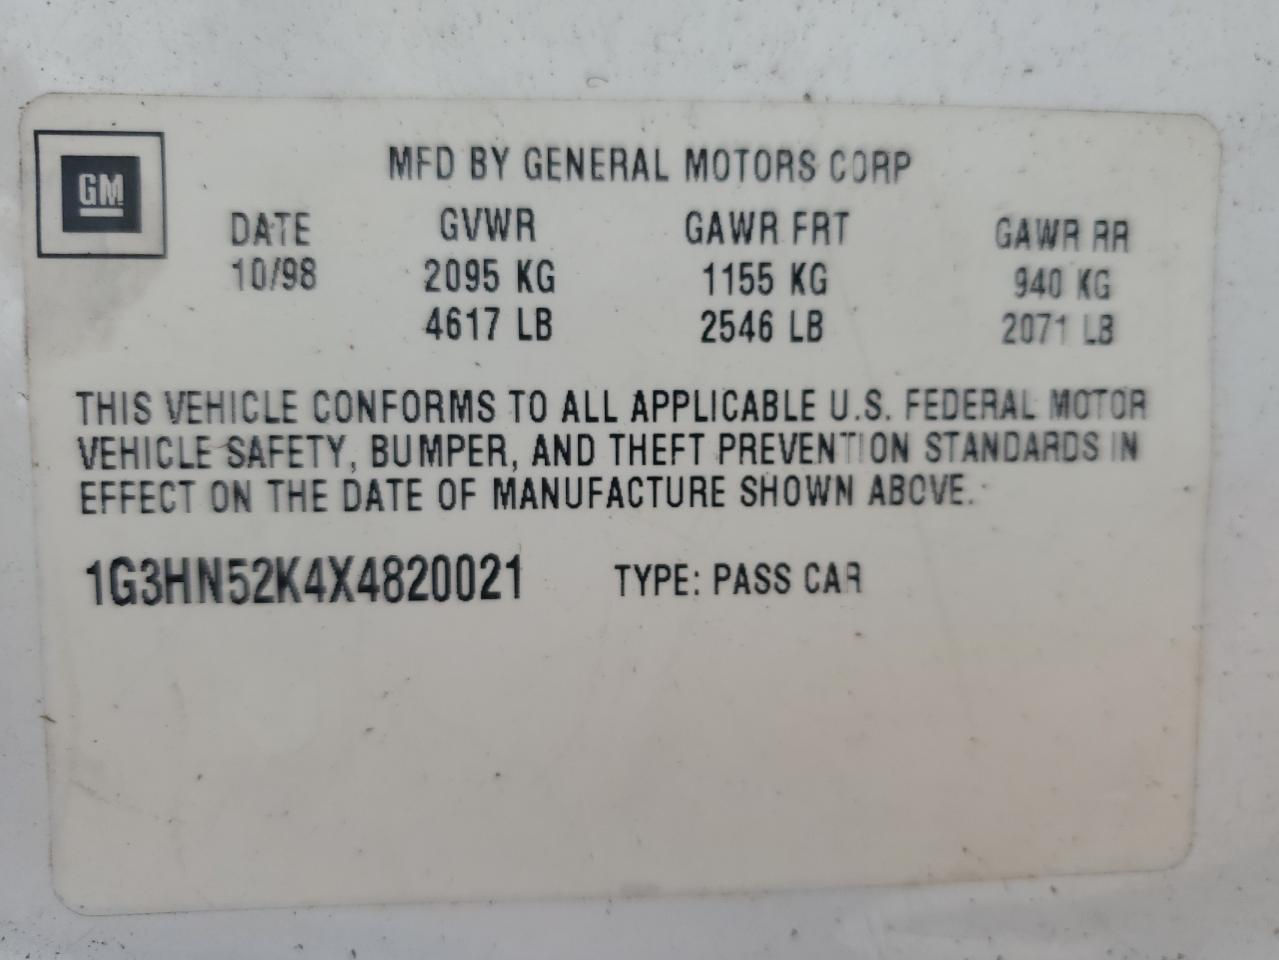 GM
MFD BY GENERAL MOTORS CORP
DATE GVWR GAWR FRT GAWR RR
10/98 2095 KG 1155 KG 940 KG
4617 LB 2546 LB 2071 LB
THIS VEHICLE CONFORMS TO ALL APPLICABLE U.S. FEDERAL MOTOR
VEHICLE SAFETY, BUMPER, AND THEFT PREVENTION STANDARDS IN
EFFECT ON THE DATE OF MANUFACTURE SHOWN ABOVE.
1G3HN52K4X4820021 TYPE: PASS CAR